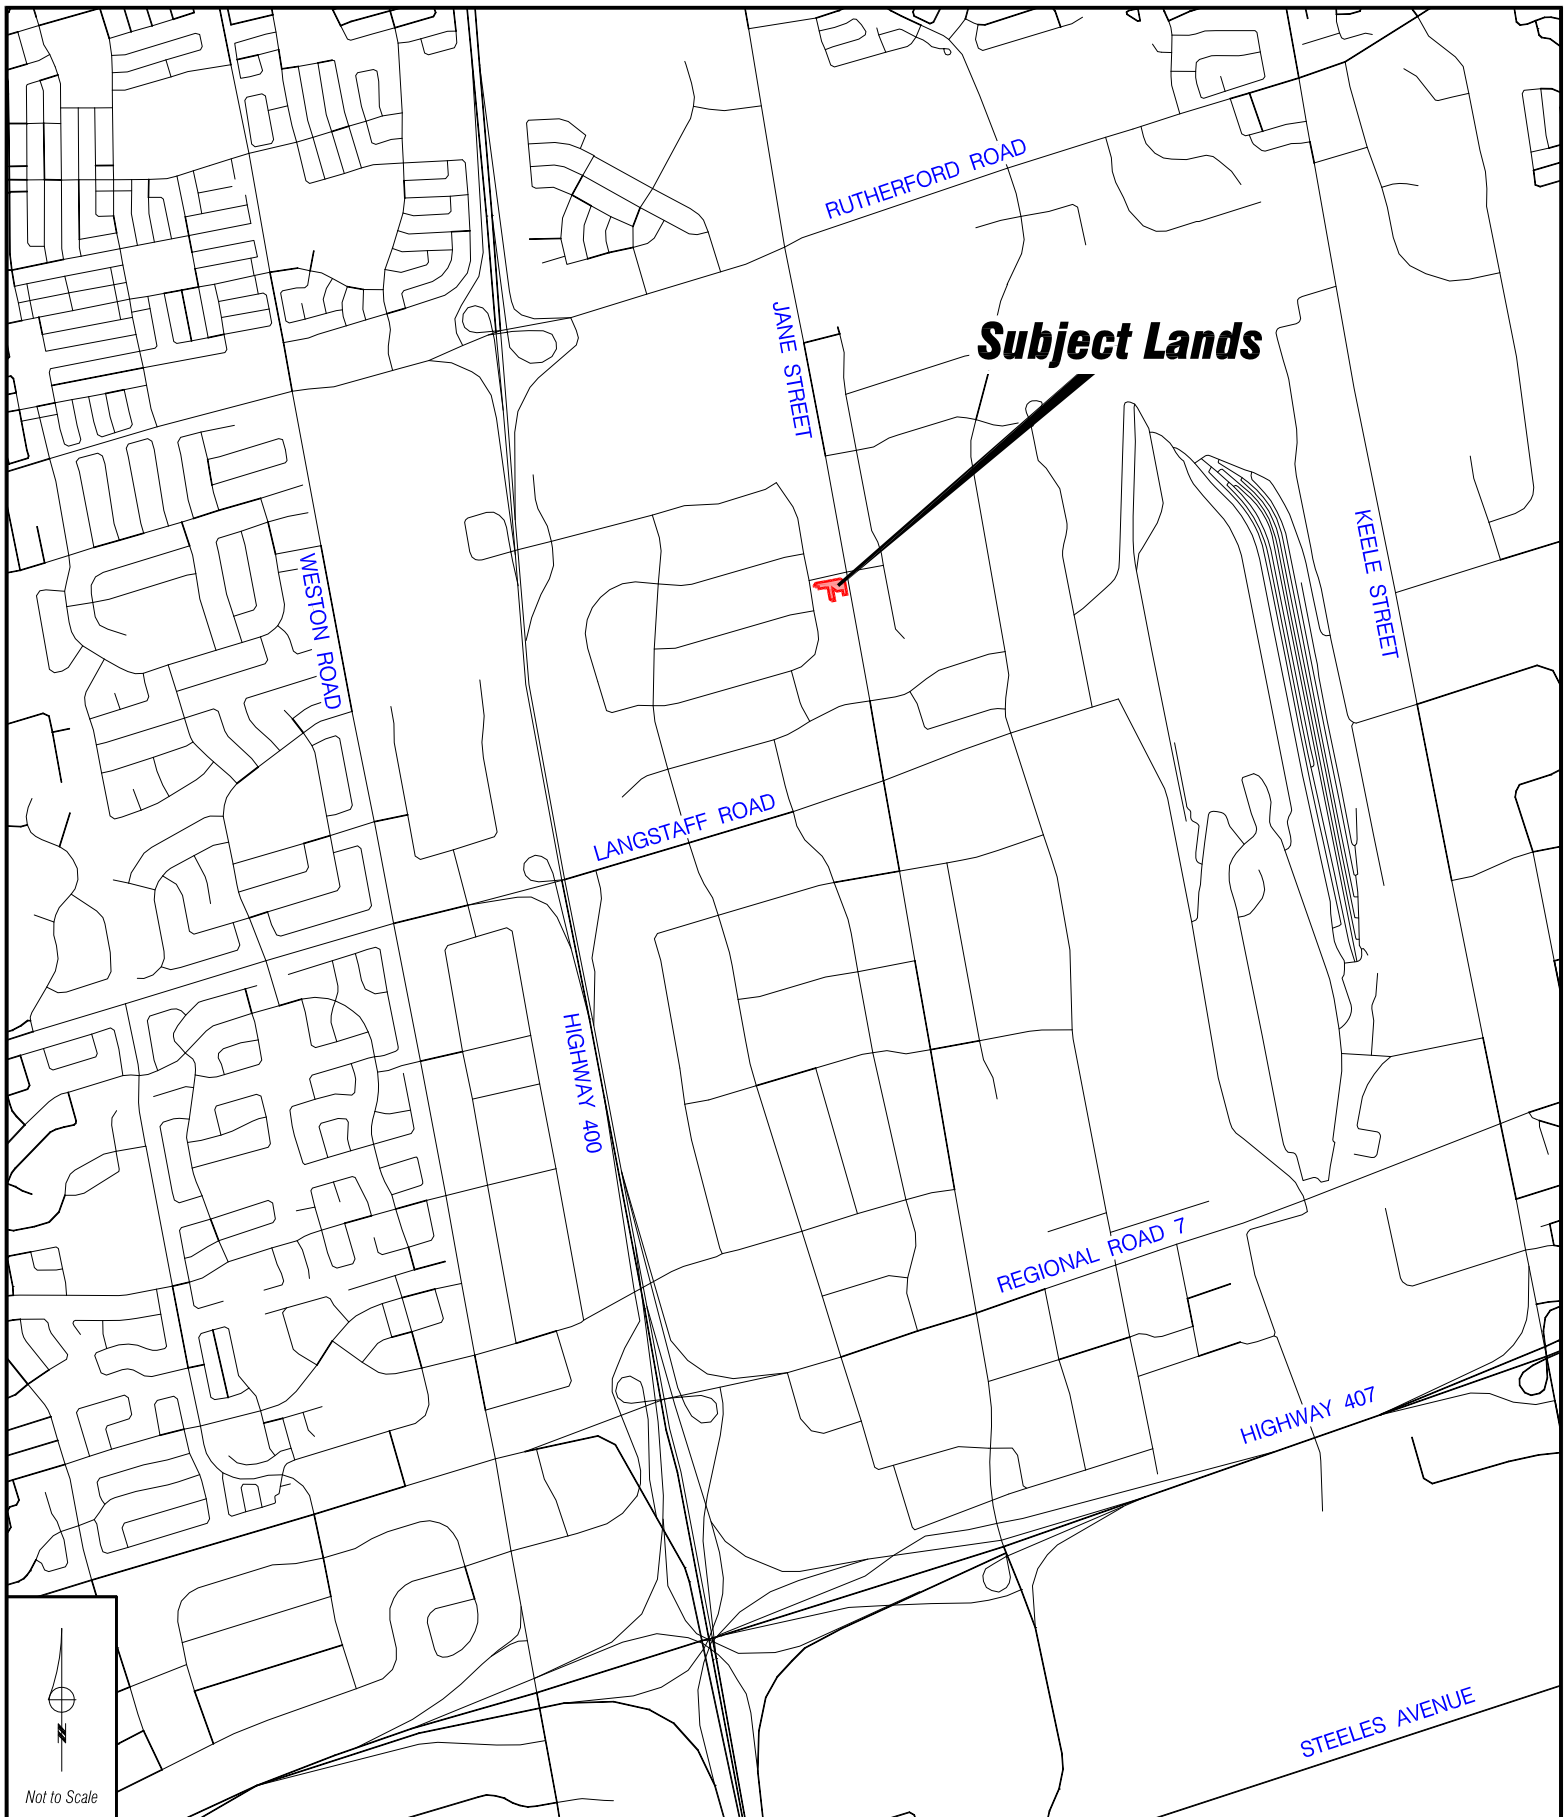 RUTHERFORD ROAD
JANE STREET
Subject Lands
KEELE STREET
WESTON ROAD
LANGSTAFF ROAD
HIGHWAY 400
REGIONAL ROAD 7
HIGHWAY 407
STEELES AVENUE
N
Not to Scale